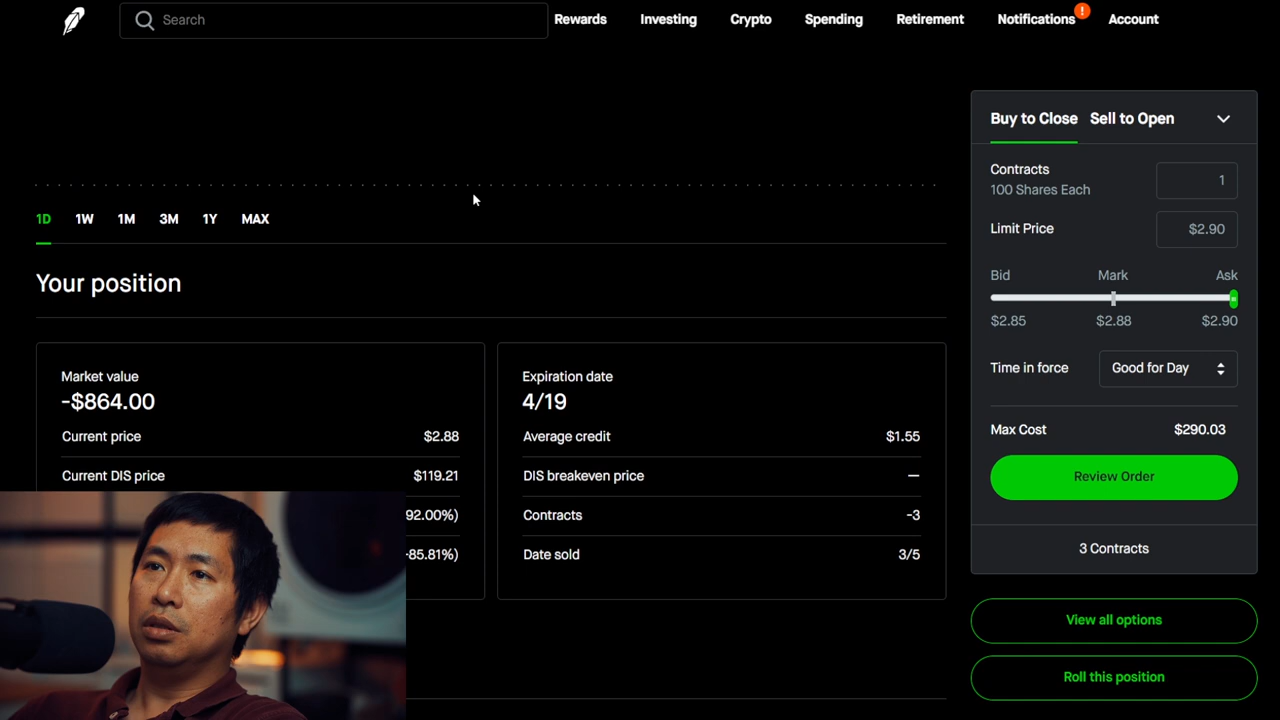 Search
Rewards Investing Crypto Spending Retirement Notifications ! Account
1D 1W 1M 3M 1Y MAX
Your position
Market value
-$864.00
Current price $2.88
Current DIS price $119.21
92.00%)
-85.81%)
Expiration date
4/19
Average credit $1.55
DIS breakeven price —
Contracts -3
Date sold 3/5
Buy to Close Sell to Open
Contracts 1
100 Shares Each
Limit Price $2.90
Bid Mark Ask
$2.85 $2.88 $2.90
Time in force Good for Day
Max Cost $290.03
Review Order
3 Contracts
View all options
Roll this position